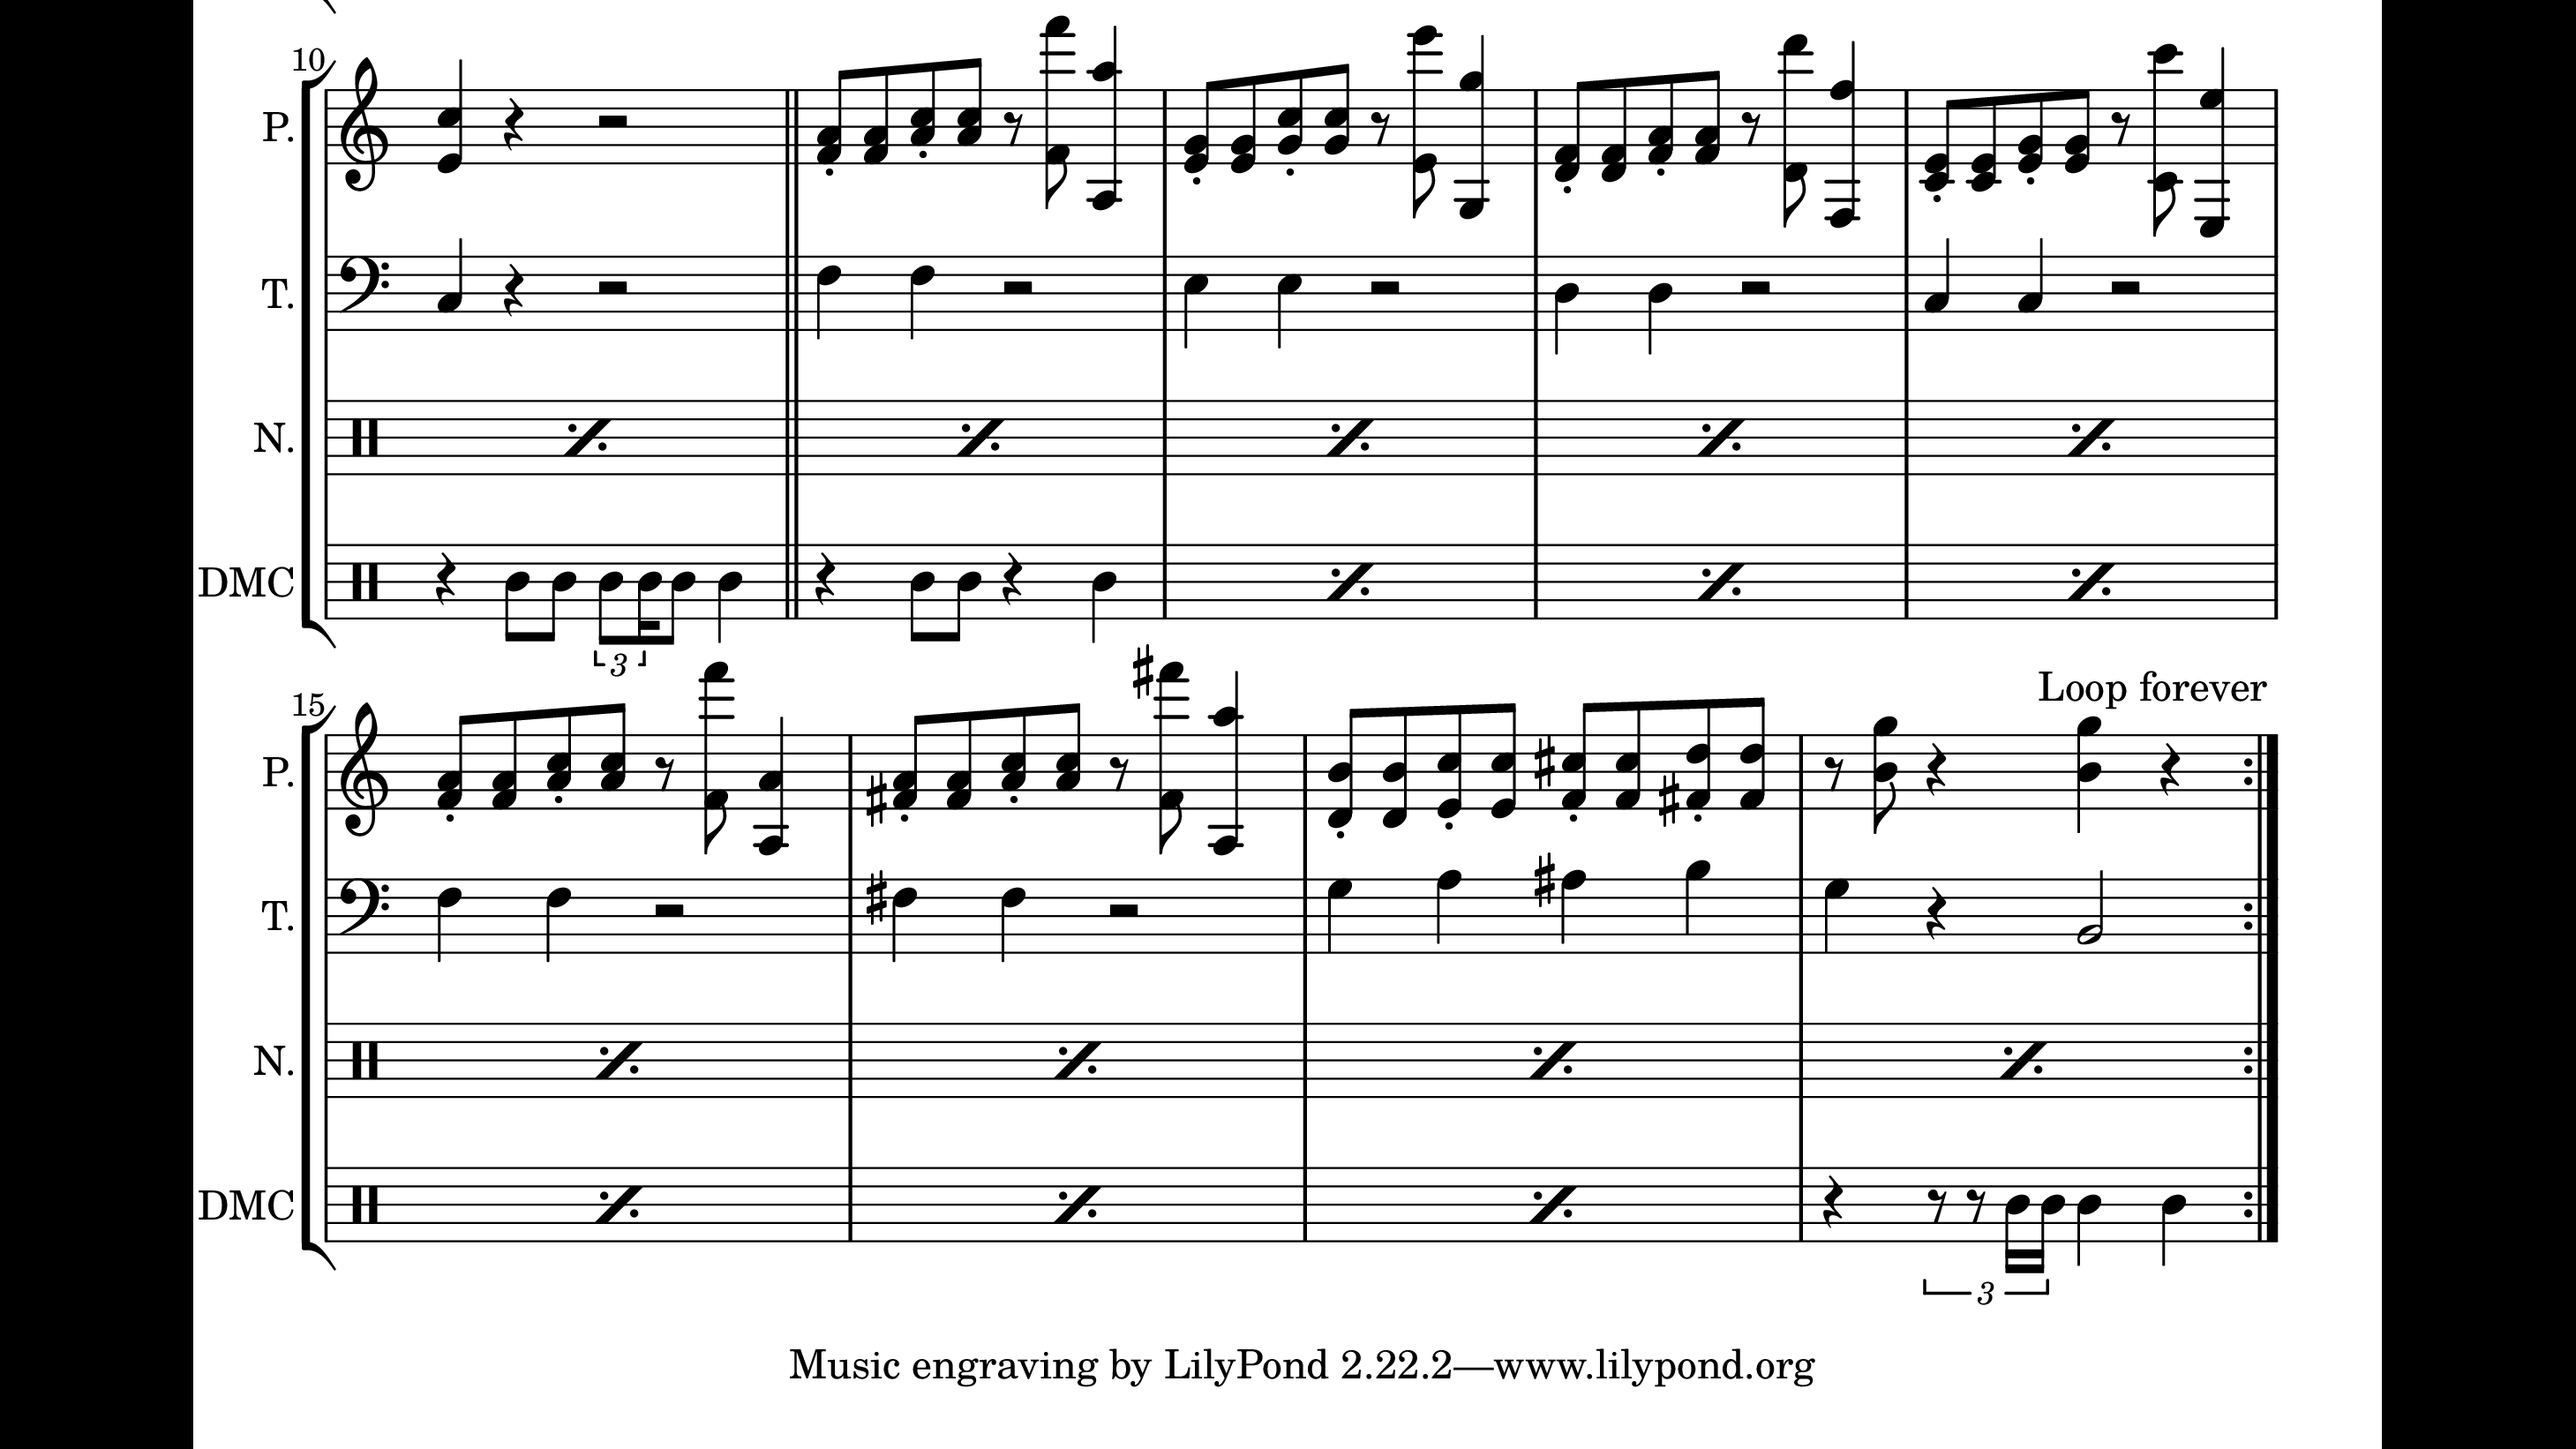 10
P.
T.
N.
DMC
3
Loop forever
15
P.
T.
N.
DMC
3
Music engraving by LilyPond 2.22.2—www.lilypond.org